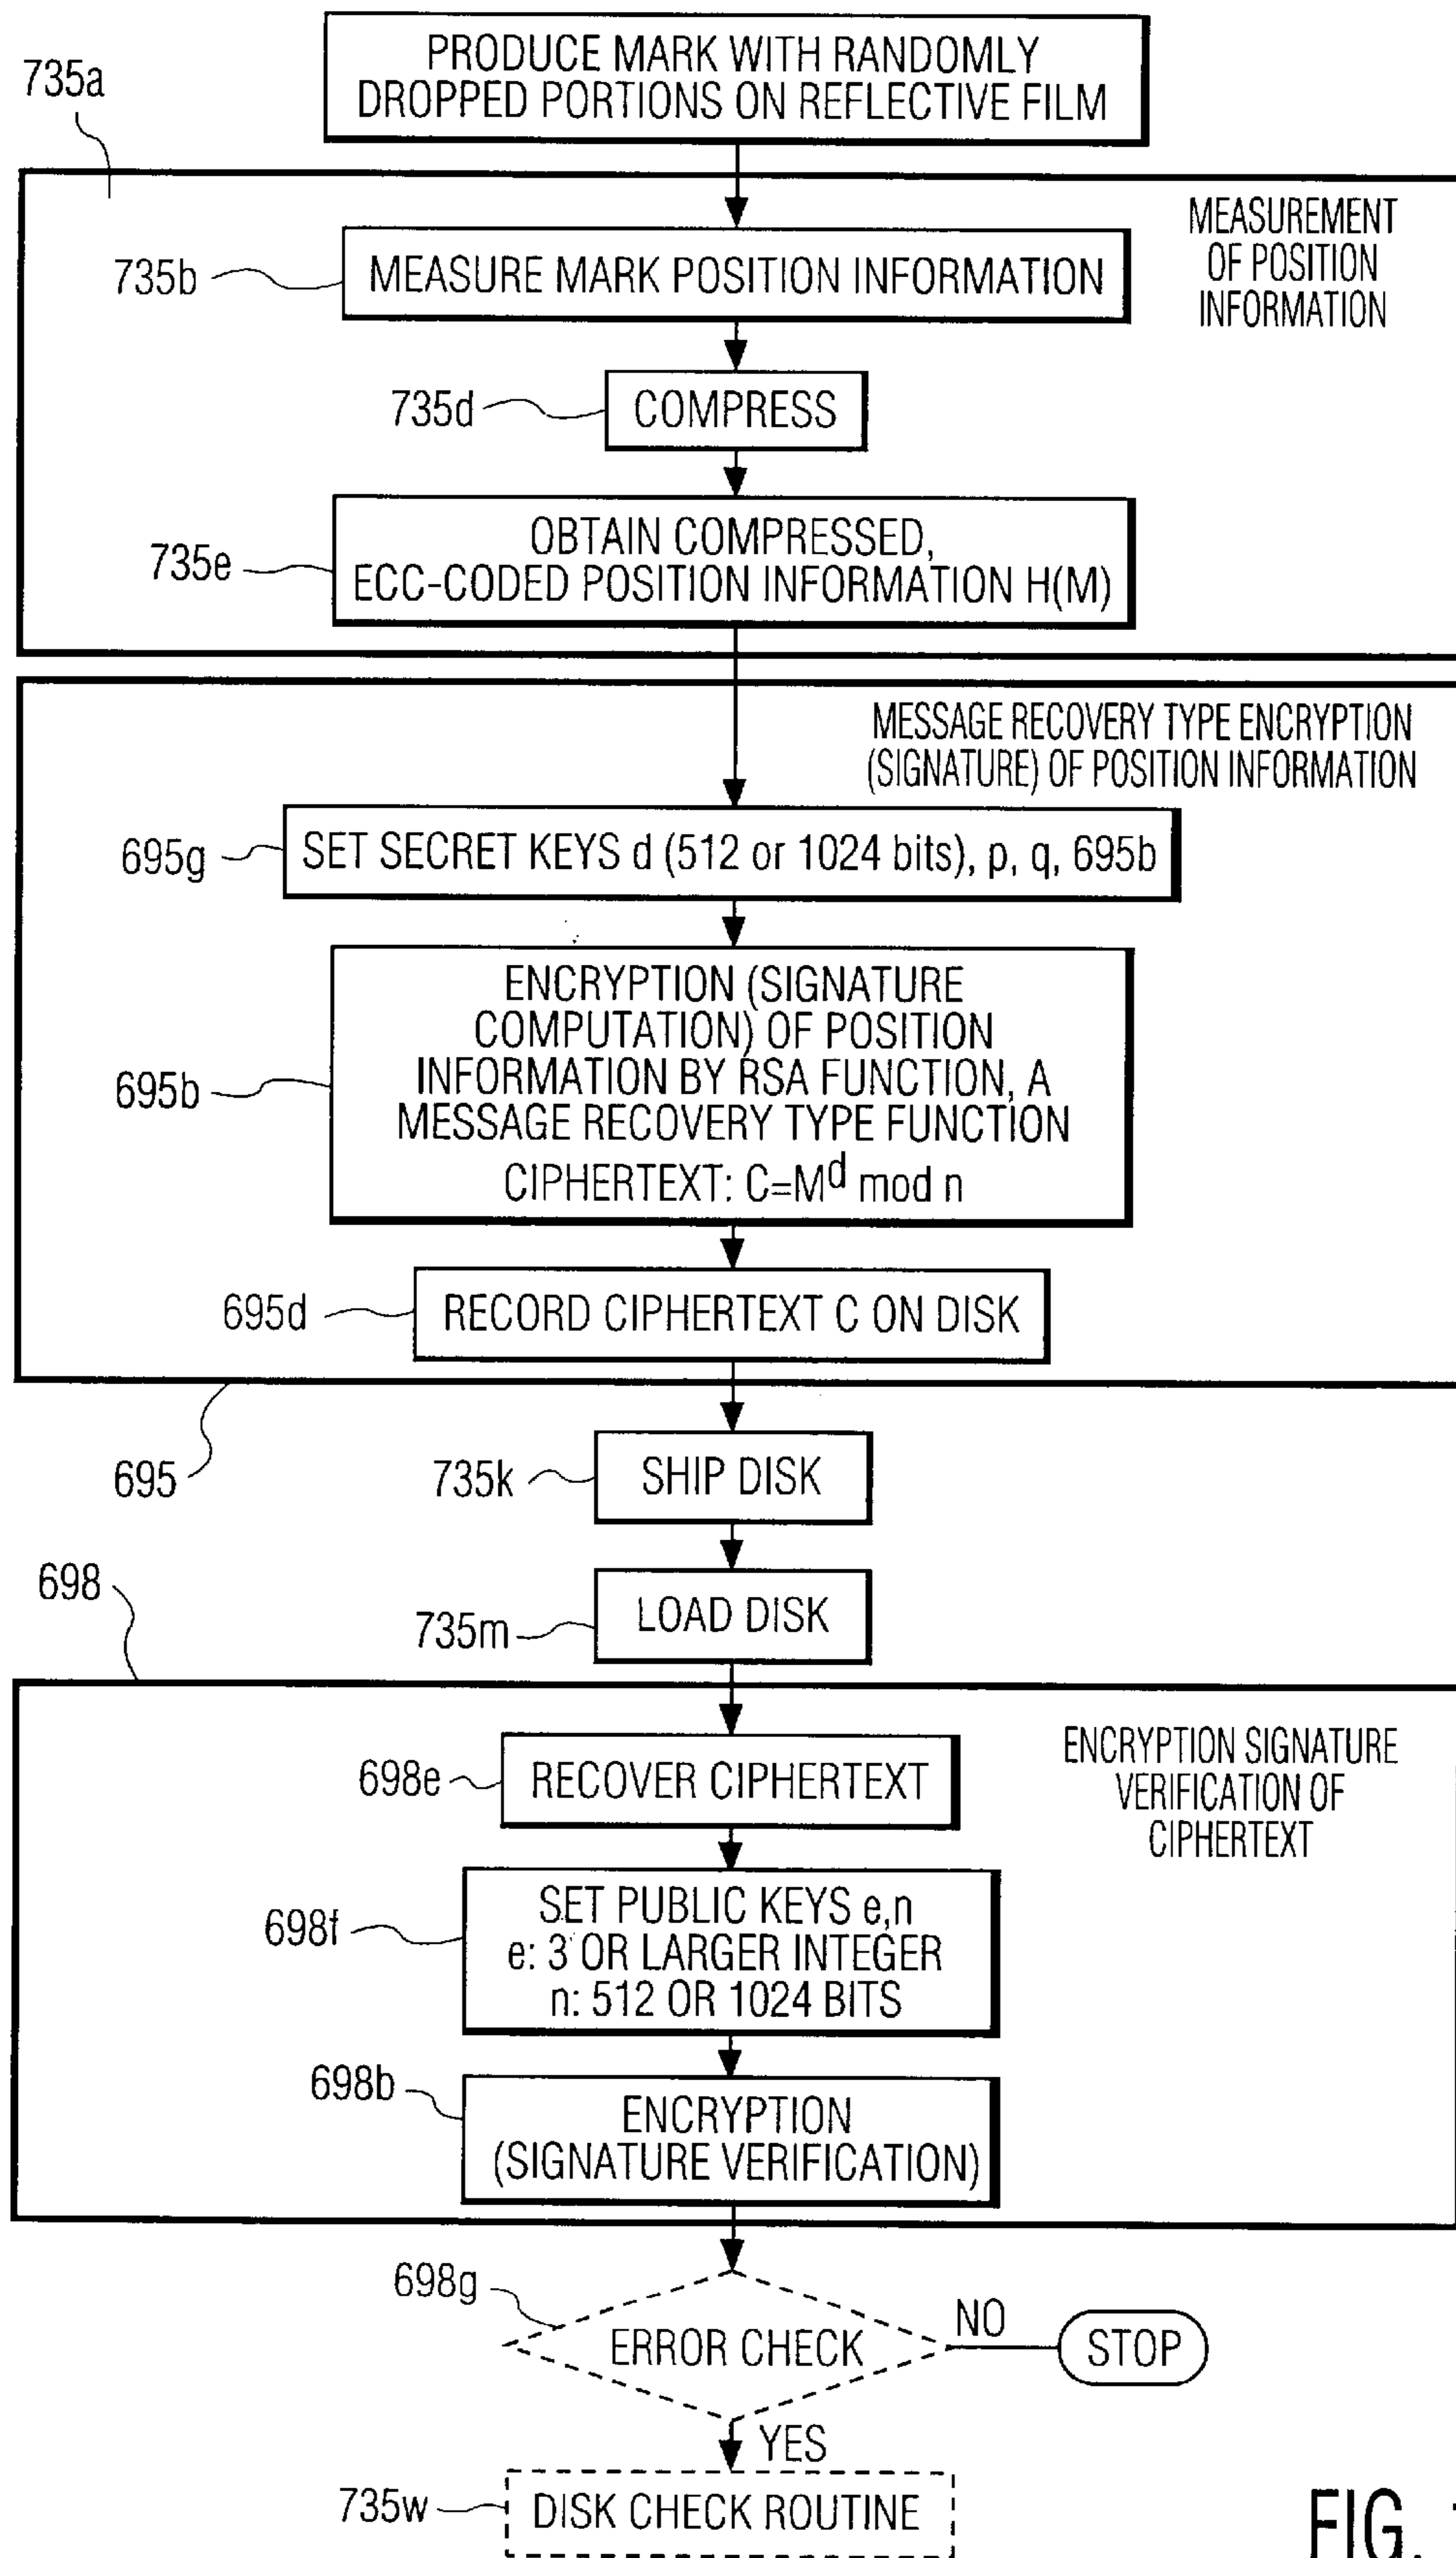 PRODUCE MARK WITH RANDOMLY
DROPPED PORTIONS ON REFLECTIVE FILM
735a
MEASUREMENT
OF POSITION
INFORMATION
735b
MEASURE MARK POSITION INFORMATION
735d
COMPRESS
735e
OBTAIN COMPRESSED,
ECC-CODED POSITION INFORMATION H(M)
MESSAGE RECOVERY TYPE ENCRYPTION
(SIGNATURE) OF POSITION INFORMATION
695g
SET SECRET KEYS d (512 or 1024 bits), p, q, 695b
695b
ENCRYPTION (SIGNATURE
COMPUTATION) OF POSITION
INFORMATION BY RSA FUNCTION, A
MESSAGE RECOVERY TYPE FUNCTION
CIPHERTEXT: C=M^d mod n
695d
RECORD CIPHERTEXT C ON DISK
695
735k
SHIP DISK
698
735m
LOAD DISK
ENCRYPTION SIGNATURE
VERIFICATION OF
CIPHERTEXT
698e
RECOVER CIPHERTEXT
698f
SET PUBLIC KEYS e,n
e: 3 OR LARGER INTEGER
n: 512 OR 1024 BITS
698b
ENCRYPTION
(SIGNATURE VERIFICATION)
698g
ERROR CHECK
NO
STOP
YES
735w
DISK CHECK ROUTINE
FIG.